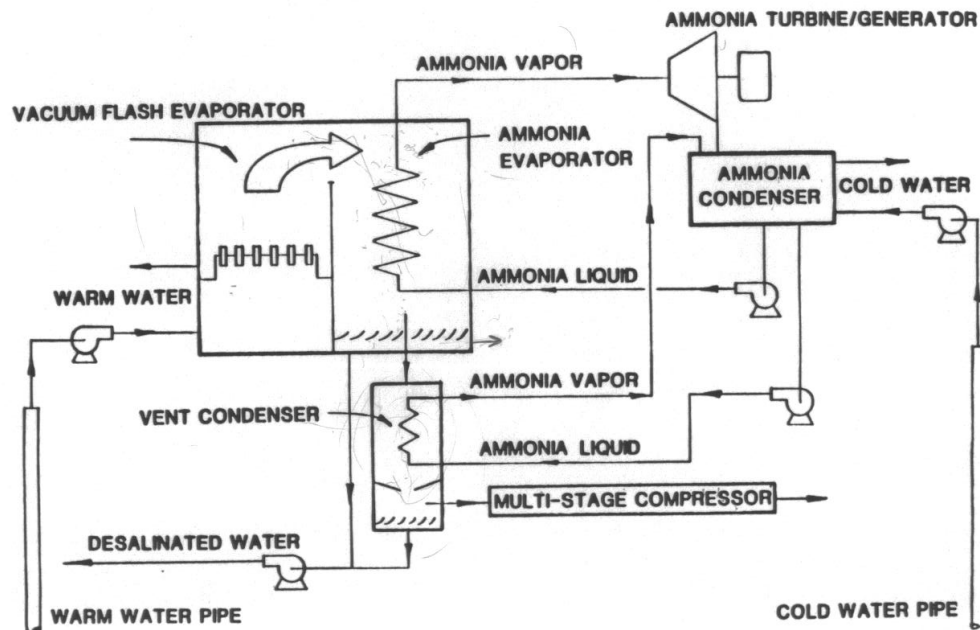 AMMONIA TURBINE/GENERATOR
AMMONIA VAPOR
VACUUM FLASH EVAPORATOR
AMMONIA
EVAPORATOR
AMMONIA
CONDENSER
COLD WATER
AMMONIA LIQUID
WARM WATER
AMMONIA VAPOR
VENT CONDENSER
AMMONIA LIQUID
MULTI-STAGE COMPRESSOR
DESALINATED WATER
WARM WATER PIPE
COLD WATER PIPE